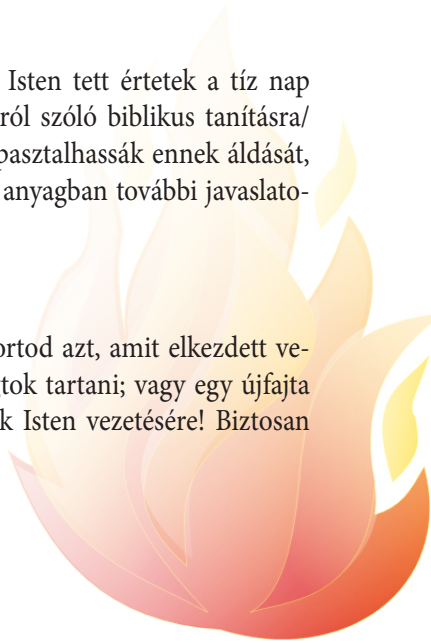 Isten tett értetek a tíz nap
ról szóló biblikus tanításra/
pasztalhassák ennek áldását,
anyagban további javaslato-
ortod azt, amit elkezdett ve-
gtok tartani; vagy egy újfajta
k Isten vezetésére! Biztosan